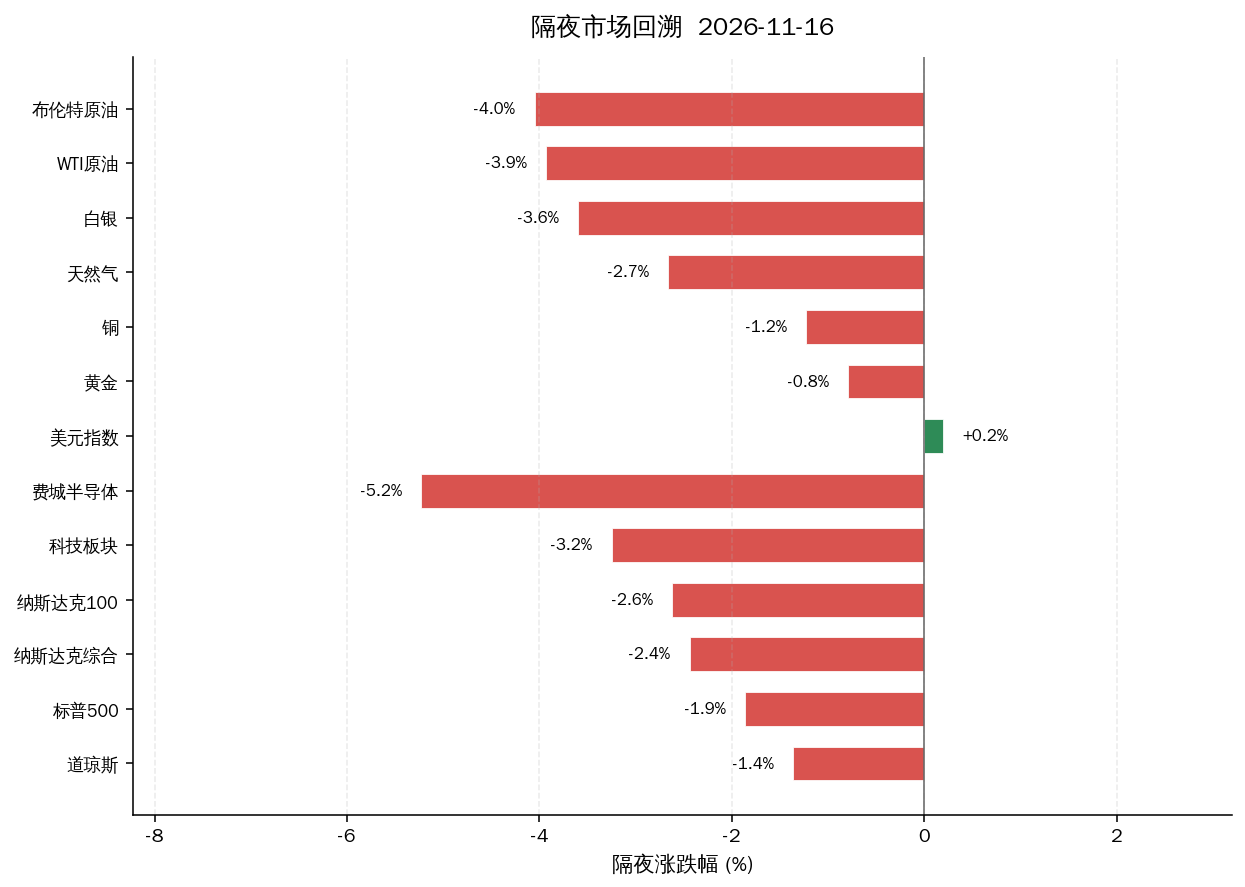 隔夜市场回溯 2026-11-16
布伦特原油 -4.0%
WTI原油 -3.9%
白银 -3.6%
天然气 -2.7%
铜 -1.2%
黄金 -0.8%
美元指数 +0.2%
费城半导体 -5.2%
科技板块 -3.2%
纳斯达克100 -2.6%
纳斯达克综合 -2.4%
标普500 -1.9%
道琼斯 -1.4%
-8 -6 -4 -2 0 2
隔夜涨跌幅 (%)